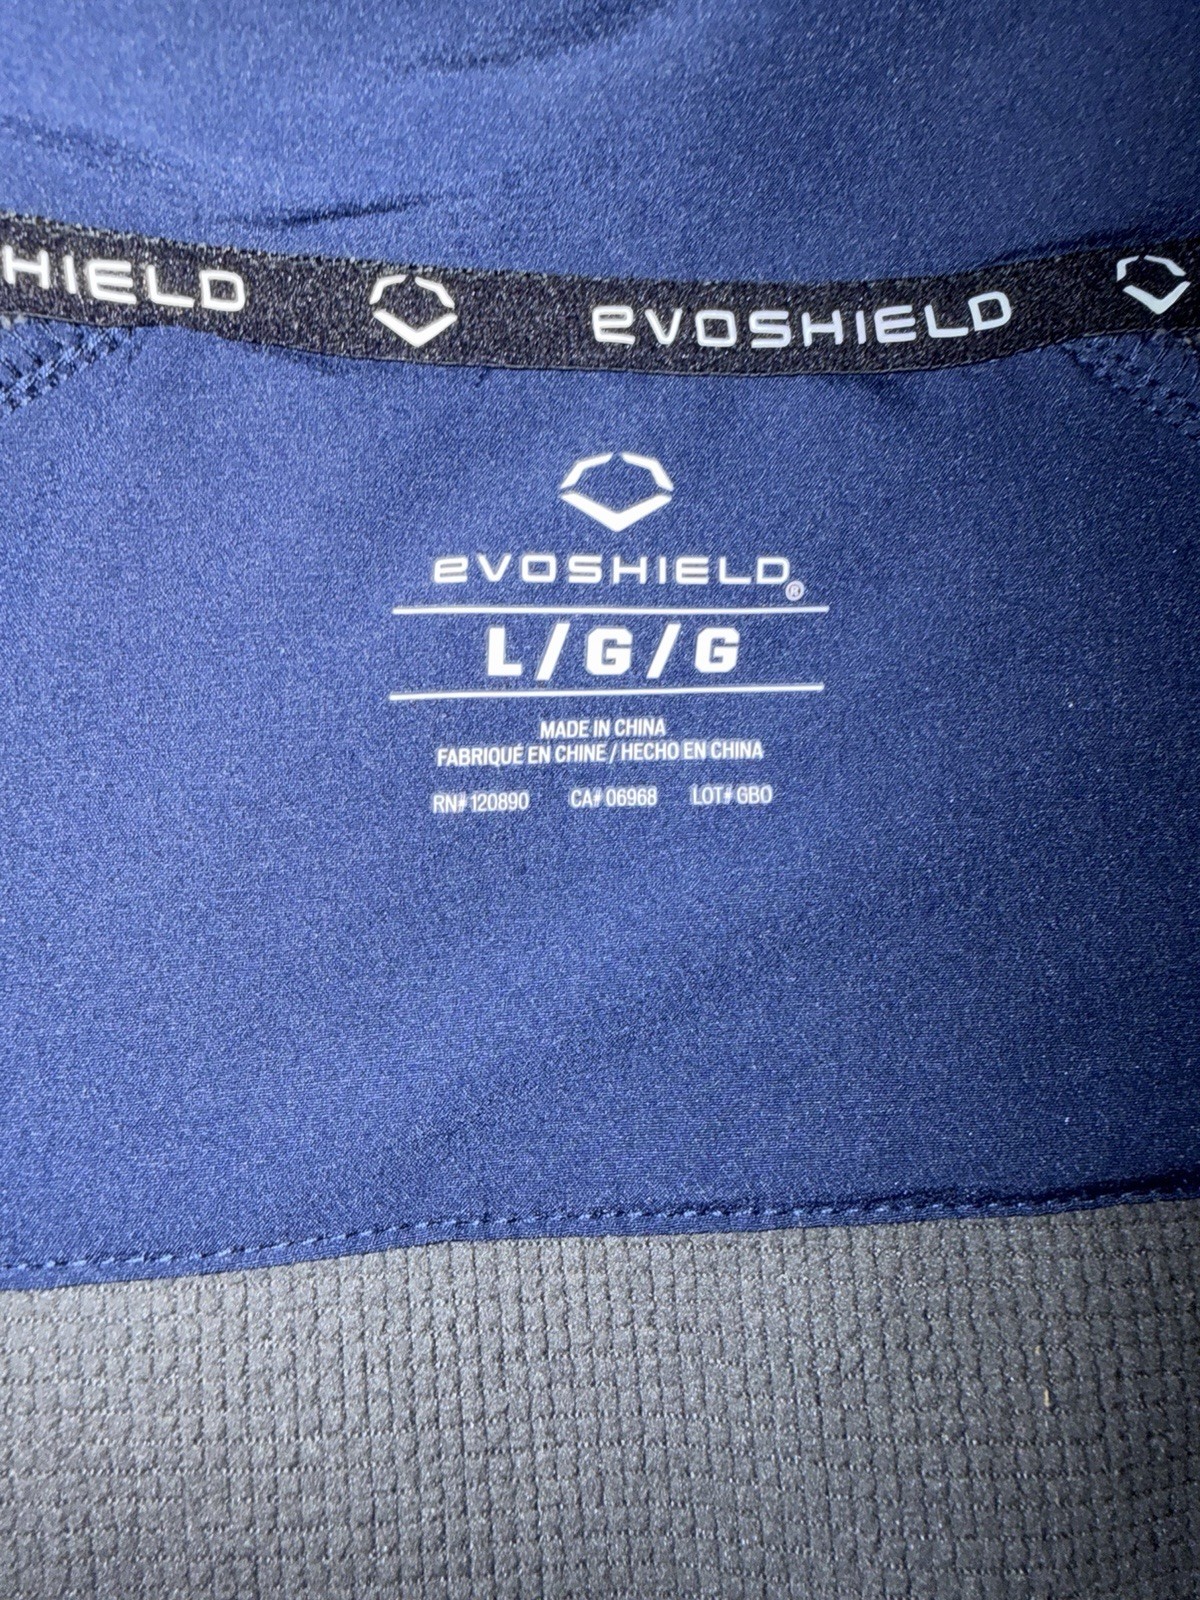 HIELD evoSHIELD
evoSHIELD®
L/G/G
MADE IN CHINA
FABRIQUÉ EN CHINE / HECHO EN CHINA
RN# 120890 CA# 06968 LOT# GBO